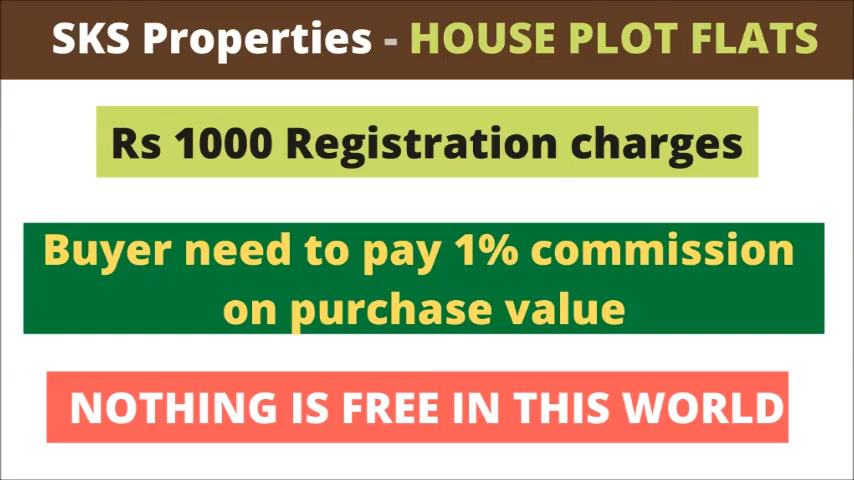 SKS Properties - HOUSE PLOT FLATS
Rs 1000 Registration charges
Buyer need to pay 1% commission
on purchase value
NOTHING IS FREE IN THIS WORLD